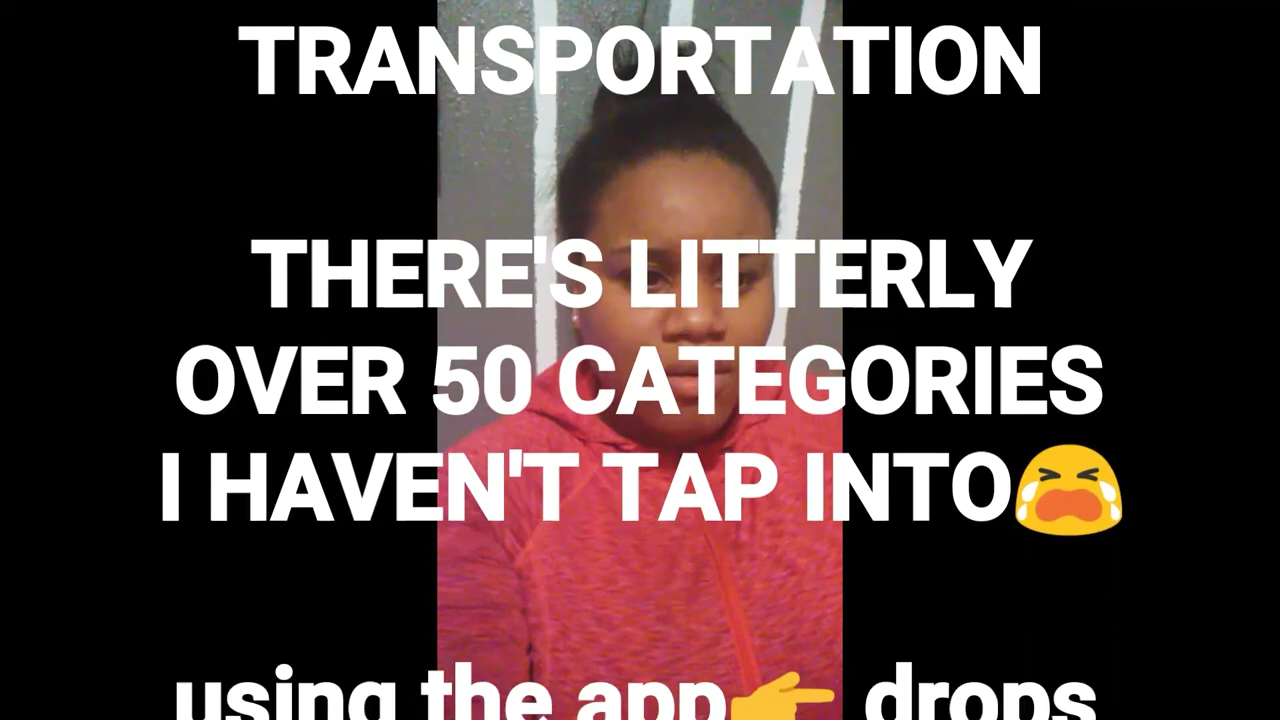 TRANSPORTATION
THERE'S LITTERLY
OVER 50 CATEGORIES
I HAVEN'T TAP INTO😭
using the app👉 drops